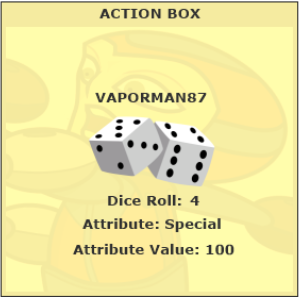 ACTION BOX
VAPORMAN87
Dice Roll: 4
Attribute: Special
Attribute Value: 100